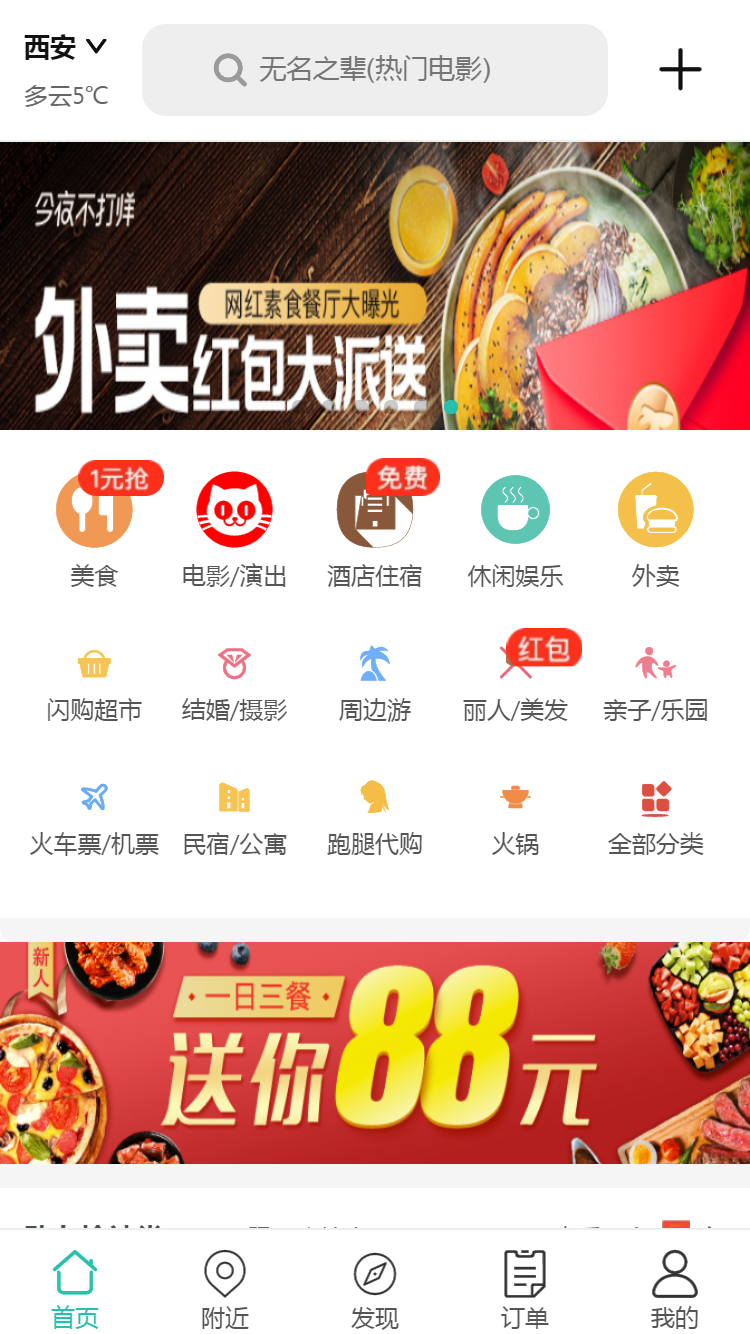 西安
无名之辈(热门电影)
多云5℃
今夜不打烊
网红素食餐厅大曝光
外卖红包大派送
1元抢
免费
美食
电影/演出
酒店住宿
休闲娱乐
外卖
红包
闪购超市
结婚/摄影
周边游
丽人/美发
亲子/乐园
火车票/机票
民宿/公寓
跑腿代购
火锅
全部分类
新人
一日三餐
送你88元
首页
附近
发现
订单
我的